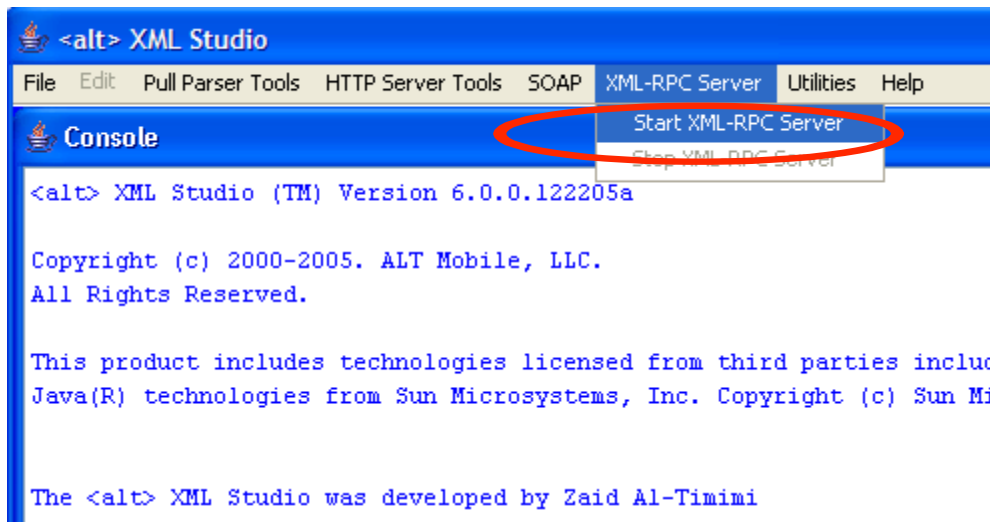 <alt> XML Studio
File Edit Pull Parser Tools HTTP Server Tools SOAP XML-RPC Server Utilities Help
Start XML-RPC Server
Stop XML-RPC Server
Console
<alt> XML Studio (TM) Version 6.0.0.122205a
Copyright (c) 2000-2005. ALT Mobile, LLC.
All Rights Reserved.
This product includes technologies licensed from third parties includ
Java(R) technologies from Sun Microsystems, Inc. Copyright (c) Sun Mi
The <alt> XML Studio was developed by Zaid Al-Timimi